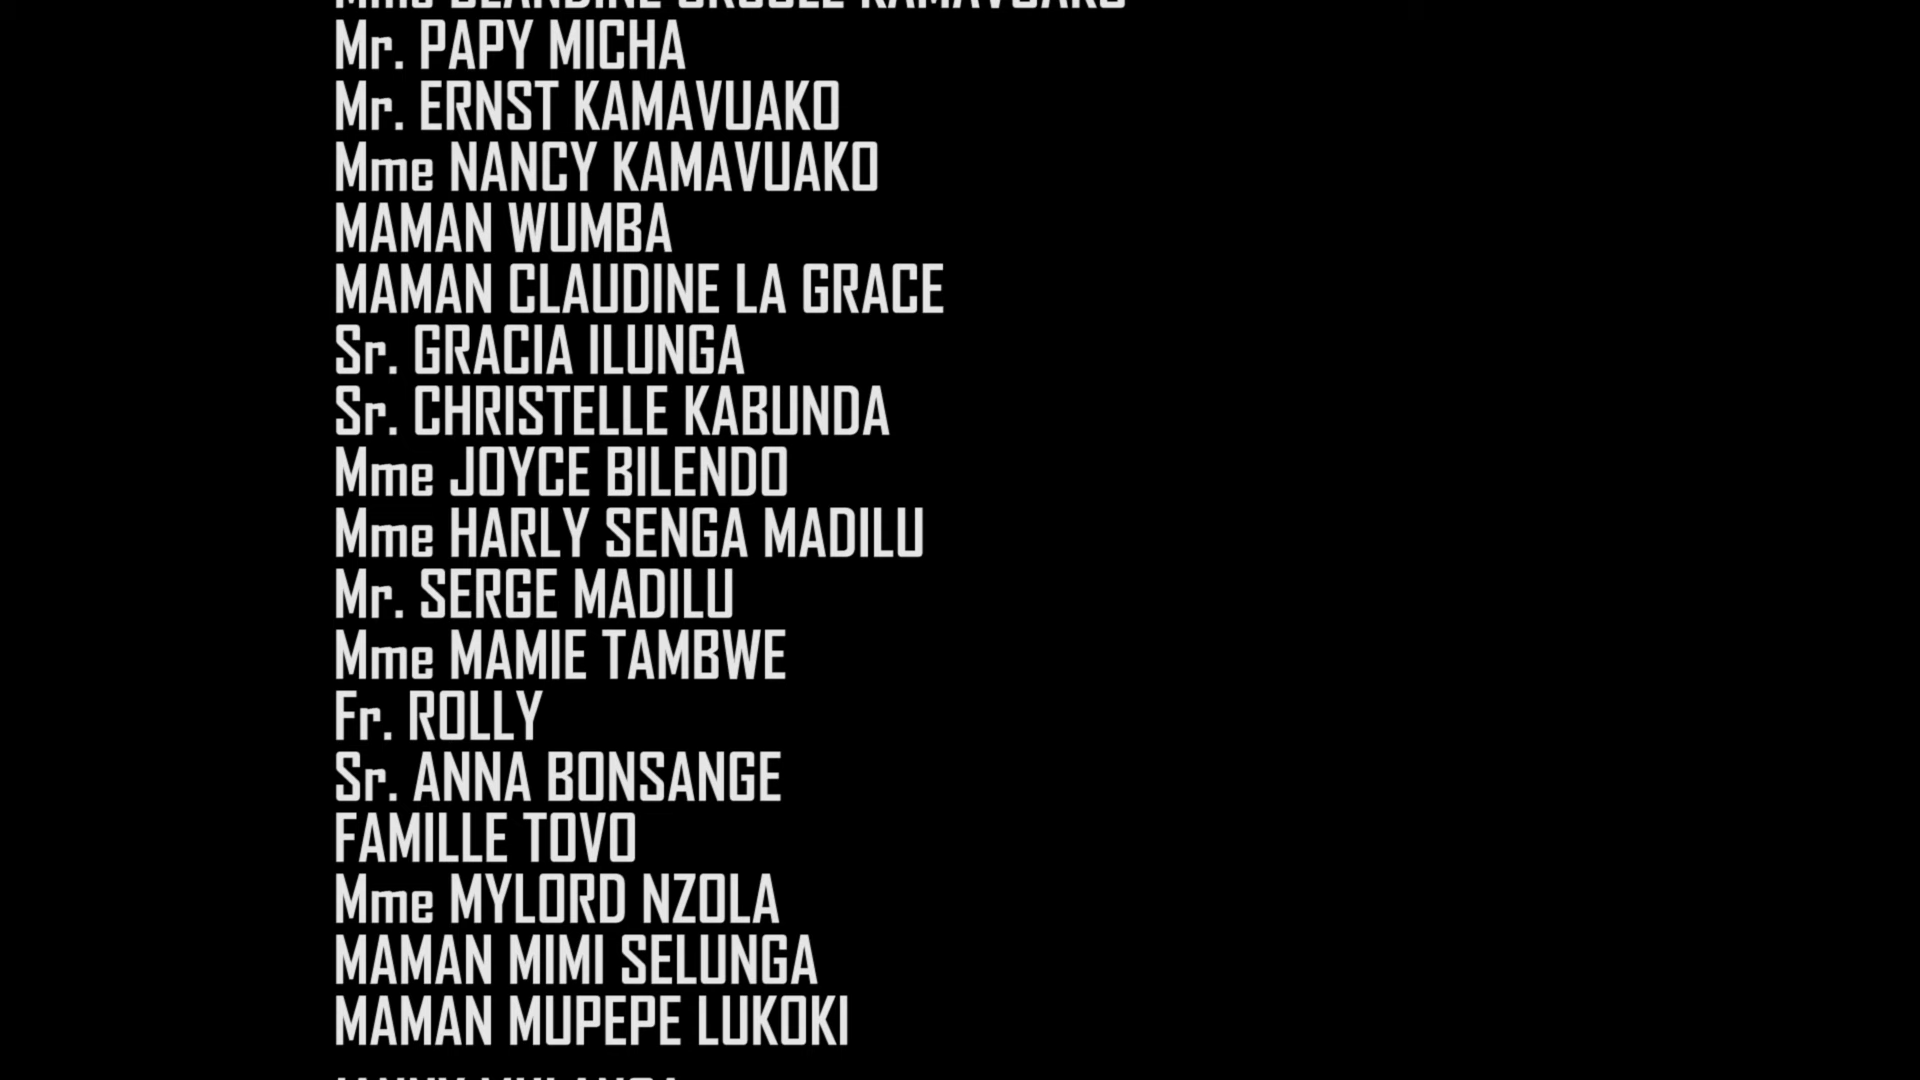 Mr. PAPY MICHA
Mr. ERNST KAMAVUAKO
Mme NANCY KAMAVUAKO
MAMAN WUMBA
MAMAN CLAUDINE LA GRACE
Sr. GRACIA ILUNGA
Sr. CHRISTELLE KABUNDA
Mme JOYCE BILENDO
Mme HARLY SENGA MADILU
Mr. SERGE MADILU
Mme MAMIE TAMBWE
Fr. ROLLY
Sr. ANNA BONSANGE
FAMILLE TOVO
Mme MYLORD NZOLA
MAMAN MIMI SELUNGA
MAMAN MUPEPE LUKOKI